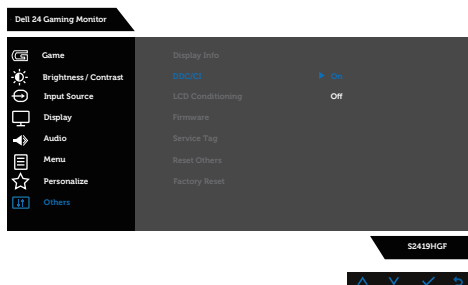 Dell 24 Gaming Monitor
Game
Display Info
Brightness / Contrast
DDC/CI
On
Input Source
LCD Conditioning
Off
Display
Firmware
Audio
Service Tag
Menu
Reset Others
Personalize
Factory Reset
Others
S2419HGF